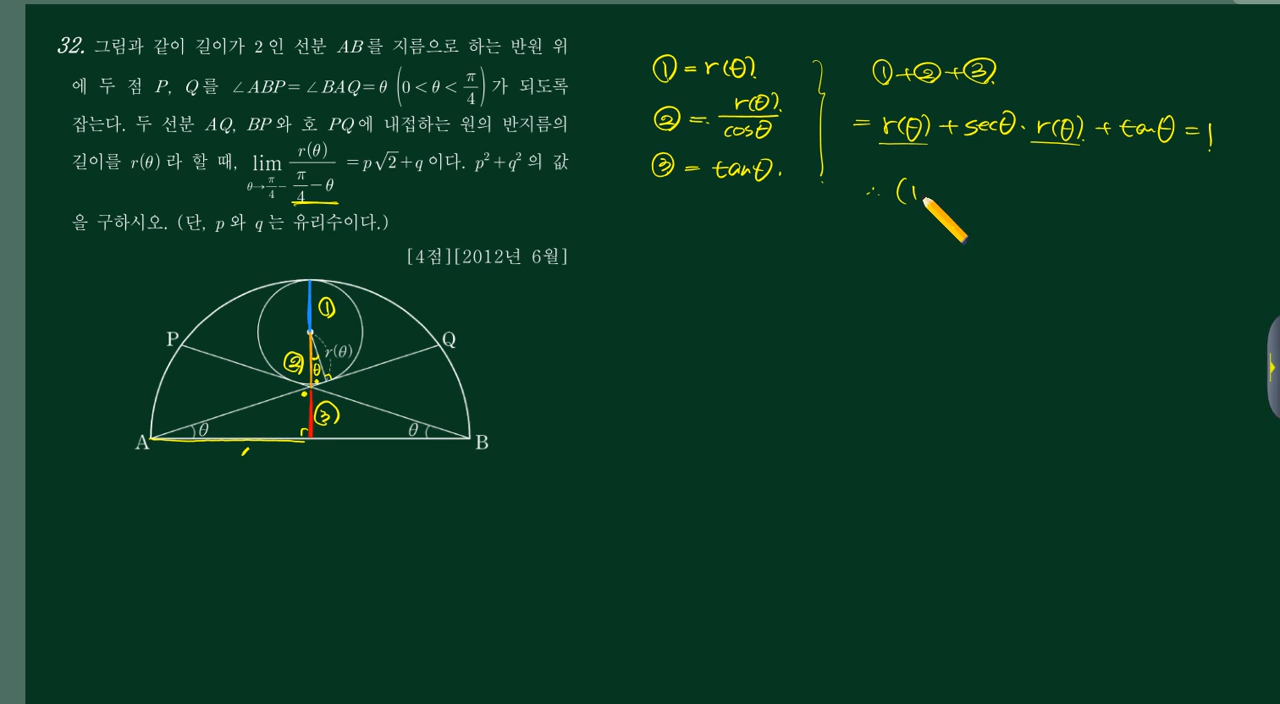 32. 그림과 같이 길이가 2인 선분 AB를 지름으로 하는 반원 위
에 두 점 P, Q를 ∠ABP=∠BAQ=θ (0<θ<π/4)가 되도록
잡는다. 두 선분 AQ, BP와 호 PQ에 내접하는 원의 반지름의
길이를 r(θ)라 할 때, lim θ→π/4− r(θ)/(π/4−θ) =p√2+q이다. p²+q²의 값
을 구하시오. (단, p와 q는 유리수이다.)
[4점][2012년 6월]
① = r(θ).
② = r(θ)/cosθ
③ = tanθ.
①+②+③
= r(θ) + secθ · r(θ) + tanθ = 1
∴ (1
①
P
Q
② r(θ)
θ
③
θ
θ
A
B
1